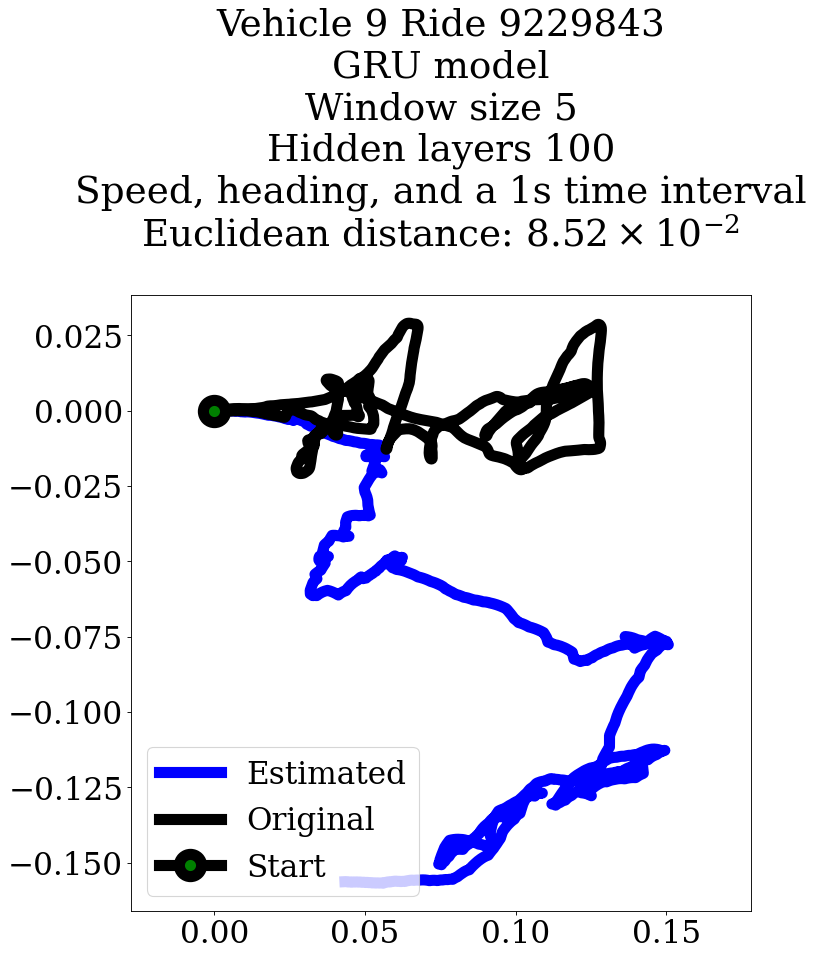 Vehicle 9 Ride 9229843
GRU model
Window size 5
Hidden layers 100
Speed, heading, and a 1s time interval
Euclidean distance: 8.52 × 10⁻²
0.025
0.000
−0.025
−0.050
−0.075
−0.100
−0.125
−0.150
Estimated
Original
Start
0.00 0.05 0.10 0.15